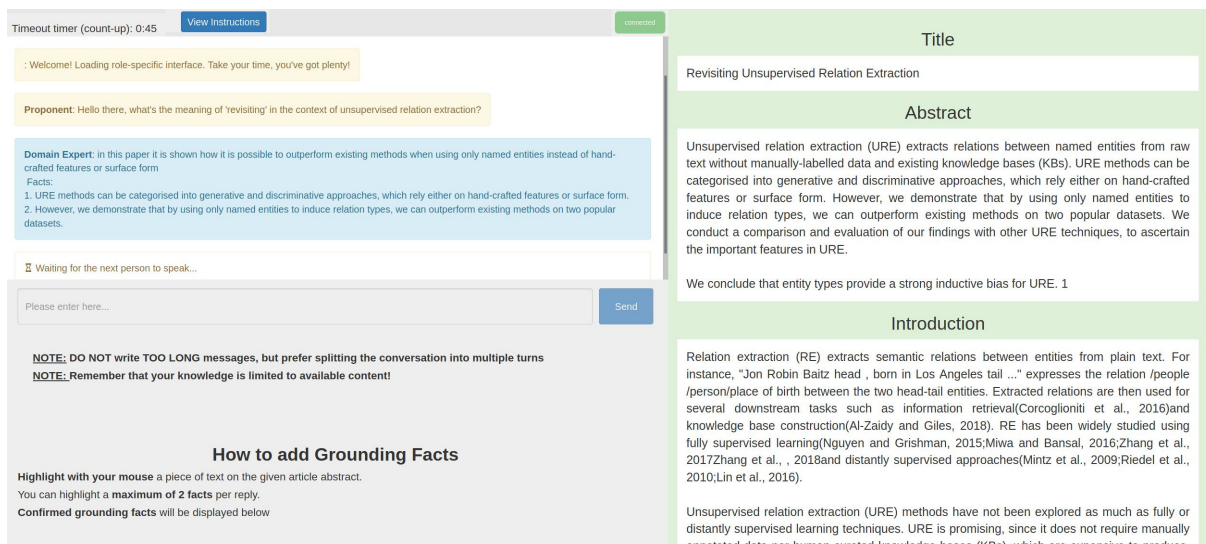 Timeout timer (count-up): 0:45
View Instructions
connected
: Welcome! Loading role-specific interface. Take your time, you've got plenty!
Proponent: Hello there, what's the meaning of 'revisiting' in the context of unsupervised relation extraction?
Domain Expert: in this paper it is shown how it is possible to outperform existing methods when using only named entities instead of hand-
crafted features or surface form
Facts:
1. URE methods can be categorised into generative and discriminative approaches, which rely either on hand-crafted features or surface form.
2. However, we demonstrate that by using only named entities to induce relation types, we can outperform existing methods on two popular
datasets.
Waiting for the next person to speak...
Please enter here...
Send
NOTE: DO NOT write TOO LONG messages, but prefer splitting the conversation into multiple turns
NOTE: Remember that your knowledge is limited to available content!
How to add Grounding Facts
Highlight with your mouse a piece of text on the given article abstract.
You can highlight a maximum of 2 facts per reply.
Confirmed grounding facts will be displayed below
Title
Revisiting Unsupervised Relation Extraction
Abstract
Unsupervised relation extraction (URE) extracts relations between named entities from raw
text without manually-labelled data and existing knowledge bases (KBs). URE methods can be
categorised into generative and discriminative approaches, which rely either on hand-crafted
features or surface form. However, we demonstrate that by using only named entities to
induce relation types, we can outperform existing methods on two popular datasets. We
conduct a comparison and evaluation of our findings with other URE techniques, to ascertain
the important features in URE.
We conclude that entity types provide a strong inductive bias for URE. 1
Introduction
Relation extraction (RE) extracts semantic relations between entities from plain text. For
instance, "Jon Robin Baitz head , born in Los Angeles tail ..." expresses the relation /people
/person/place of birth between the two head-tail entities. Extracted relations are then used for
several downstream tasks such as information retrieval(Corcoglioniti et al., 2016)and
knowledge base construction(Al-Zaidy and Giles, 2018). RE has been widely studied using
fully supervised learning(Nguyen and Grishman, 2015;Miwa and Bansal, 2016;Zhang et al.,
2017Zhang et al., , 2018and distantly supervised approaches(Mintz et al., 2009;Riedel et al.,
2010;Lin et al., 2016).
Unsupervised relation extraction (URE) methods have not been explored as much as fully or
distantly supervised learning techniques. URE is promising, since it does not require manually